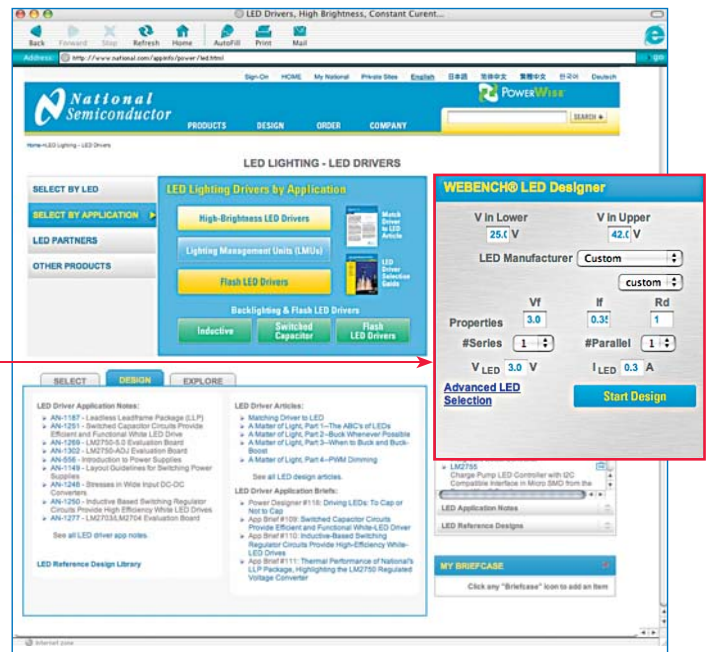 LED Drivers, High Brightness, Constant Curent...
Back Forward Stop Refresh Home AutoFill Print Mail
Address: http://www.national.com/appinfo/power/led.html go
Sign-On HOME My National Private Sites English 日本語 简体中文 繁體中文 한국어 Deutsch
National
Semiconductor
POWERWISE
PRODUCTS DESIGN ORDER COMPANY
SEARCH
Home>LED Lighting - LED Drivers
LED LIGHTING - LED DRIVERS
SELECT BY LED
SELECT BY APPLICATION
LED PARTNERS
OTHER PRODUCTS
LED Lighting Drivers by Application
High-Brightness LED Drivers
Lighting Management Units (LMUs)
Flash LED Drivers
Match
Driver
to LED
Article
LED
Driver
Selection
Guide
Backlighting & Flash LED Drivers
Inductive
Switched
Capacitor
Flash
LED Drivers
WEBENCH® LED Designer
V in Lower V in Upper
25.( V 42.( V
LED Manufacturer Custom
custom
Vf If Rd
Properties 3.0 0.35 1
#Series 1 #Parallel 1
V LED 3.0 V I LED 0.3 A
Advanced LED
Selection
Start Design
SELECT DESIGN EXPLORE
LED Driver Application Notes:
AN-1187 - Leadless Leadframe Package (LLP)
AN-1251 - Switched Capacitor Circuits Provide
Efficient and Functional White LED Drive
AN-1269 - LM2750-5.0 Evaluation Board
AN-1302 - LM2750-ADJ Evaluation Board
AN-556 - Introduction to Power Supplies
AN-1149 - Layout Guidelines for Switching Power
Supplies
AN-1246 - Stresses in Wide Input DC-DC
Converters
AN-1250 - Inductive Based Switching Regulator
Circuits Provide High Efficiency White LED Drives
AN-1277 - LM2703/LM2704 Evaluation Board
See all LED driver app notes.
LED Reference Design Library
LED Driver Articles:
Matching Driver to LED
A Matter of Light, Part 1--The ABC's of LEDs
A Matter of Light, Part 2--Buck Whenever Possible
A Matter of Light, Part 3--When to Buck and Buck-
Boost
A Matter of Light, Part 4--PWM Dimming
See all LED design articles.
LED Driver Application Briefs:
Power Designer #116: Driving LEDs: To Cap or
Not to Cap
App Brief #109: Switched Capacitor Circuits
Provide Efficient and Functional White-LED Driver
App Brief #110: Inductive-Based Switching
Regulator Circuits Provide High-Efficiency White-
LED Drives
App Brief #111: Thermal Performance of National's
LLP Package, Highlighting the LM2750 Regulated
Voltage Converter
LM2755
Charge Pump LED Controller with I2C
Compatible Interface in Micro SMD from the
LED Application Notes
LED Reference Designs
MY BRIEFCASE
Click any "Briefcase" icon to add an item
Internet zone